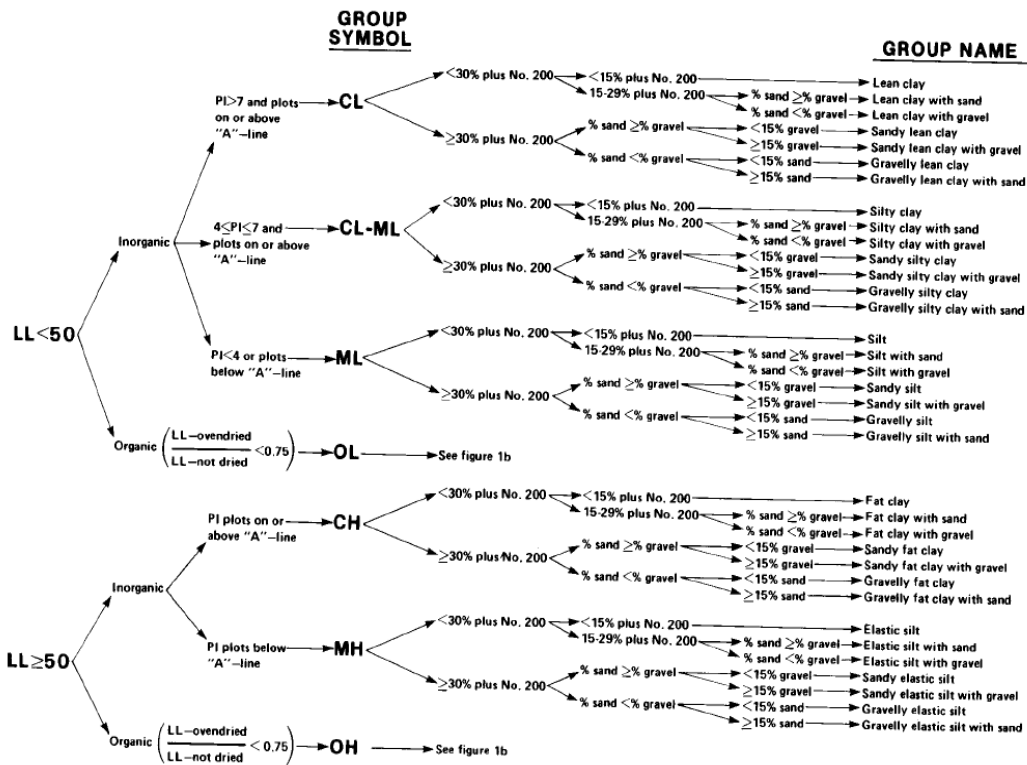 GROUP
SYMBOL
GROUP NAME
<30% plus No. 200
<15% plus No. 200
Lean clay
15-29% plus No. 200
% sand ≥% gravel
Lean clay with sand
% sand <% gravel
Lean clay with gravel
PI>7 and plots
on or above
"A"–line
CL
≥30% plus No. 200
% sand ≥% gravel
<15% gravel
Sandy lean clay
≥15% gravel
Sandy lean clay with gravel
% sand <% gravel
<15% sand
Gravelly lean clay
≥15% sand
Gravelly lean clay with sand
LL<50
Inorganic
4≤PI≤7 and
plots on or above
"A"–line
CL-ML
<30% plus No. 200
<15% plus No. 200
Silty clay
15-29% plus No. 200
% sand ≥% gravel
Silty clay with sand
% sand <% gravel
Silty clay with gravel
≥30% plus No. 200
% sand ≥% gravel
<15% gravel
Sandy silty clay
≥15% gravel
Sandy silty clay with gravel
% sand <% gravel
<15% sand
Gravelly silty clay
≥15% sand
Gravelly silty clay with sand
PI<4 or plots
below "A"–line
ML
<30% plus No. 200
<15% plus No. 200
Silt
15-29% plus No. 200
% sand ≥% gravel
Silt with sand
% sand <% gravel
Silt with gravel
≥30% plus No. 200
% sand ≥% gravel
<15% gravel
Sandy silt
≥15% gravel
Sandy silt with gravel
% sand <% gravel
<15% sand
Gravelly silt
≥15% sand
Gravelly silt with sand
Organic (LL–ovendried / LL–not dried <0.75)
OL
See figure 1b
LL≥50
Inorganic
PI plots on or
above "A"–line
CH
<30% plus No. 200
<15% plus No. 200
Fat clay
15-29% plus No. 200
% sand ≥% gravel
Fat clay with sand
% sand <% gravel
Fat clay with gravel
≥30% plus No. 200
% sand ≥% gravel
<15% gravel
Sandy fat clay
≥15% gravel
Sandy fat clay with gravel
% sand <% gravel
<15% sand
Gravelly fat clay
≥15% sand
Gravelly fat clay with sand
PI plots below
"A"–line
MH
<30% plus No. 200
<15% plus No. 200
Elastic silt
15-29% plus No. 200
% sand ≥% gravel
Elastic silt with sand
% sand <% gravel
Elastic silt with gravel
≥30% plus No. 200
% sand ≥% gravel
<15% gravel
Sandy elastic silt
≥15% gravel
Sandy elastic silt with gravel
% sand <% gravel
<15% sand
Gravelly elastic silt
≥15% sand
Gravelly elastic silt with sand
Organic (LL–ovendried / LL–not dried <0.75)
OH
See figure 1b